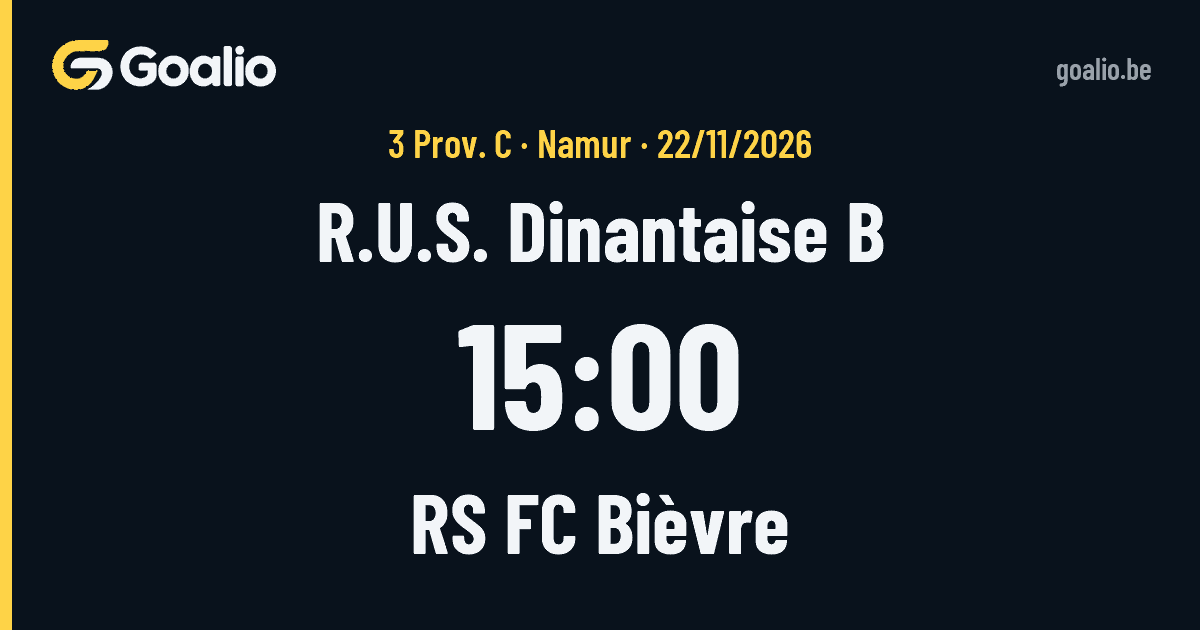 Goalio
goalio.be
3 Prov. C · Namur · 22/11/2026
R.U.S. Dinantaise B
15:00
RS FC Bièvre